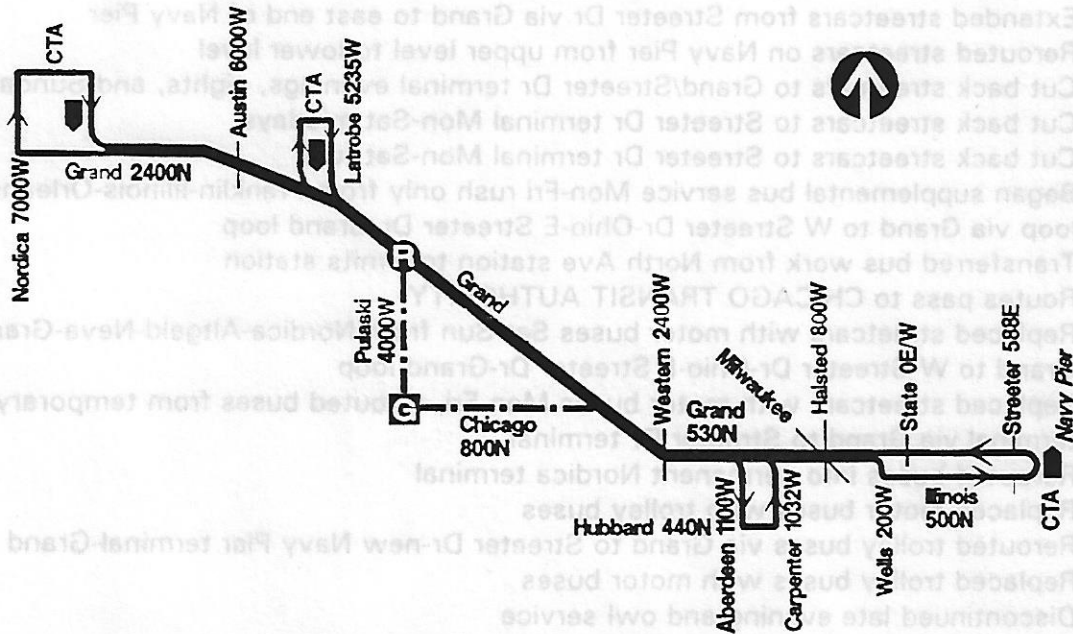 Nordica 7000W
CTA
Grand 2400N
Austin 6000W
CTA
Latrobe 5235W
R
Grand
Pulaski
4000W
C
Chicago
800N
Western 2400W
Milwaukee
Grand
530N
Halsted 800W
Hubbard 440N
Aberdeen 1100W
Carpenter 1032W
Wells 200W
State 0E/W
Illinois
500N
Streeter 588E
CTA
Navy Pier
Extended streetcars from Streeter Dr via Grand to east end of Navy Pier
Rerouted streetcars on Navy Pier from upper level to lower level
Cut back streetcars to Grand/Streeter Dr terminal evenings, nights, and Sunda
Cut back streetcars to Streeter Dr terminal Mon-Sat
Cut back streetcars to Streeter Dr terminal Mon-Sat
Began supplemental bus service Mon-Fri rush only from Franklin-Illinois-Orlean
loop via Grand to W Streeter Dr-Ohio-E Streeter Dr-Grand loop
Transferred bus work from North Ave station to Limits station
Routes pass to CHICAGO TRANSIT AUTHORITY
Replaced streetcars with motor buses Sat-Sun from Nordica-Altgeld-Neva-Gran
Grand to W Streeter Dr-Ohio-E Streeter Dr-Grand loop
Replaced streetcars with motor buses Mon-Fri, rerouted buses from temporary
terminal via Grand to Streeter Dr terminal
buses into permanent Nordica terminal
Replaced motor buses with trolley buses
Rerouted trolley buses via Grand to Streeter Dr-new Navy Pier terminal-Grand
Replaced trolley buses with motor buses
Discontinued late evening and owl service